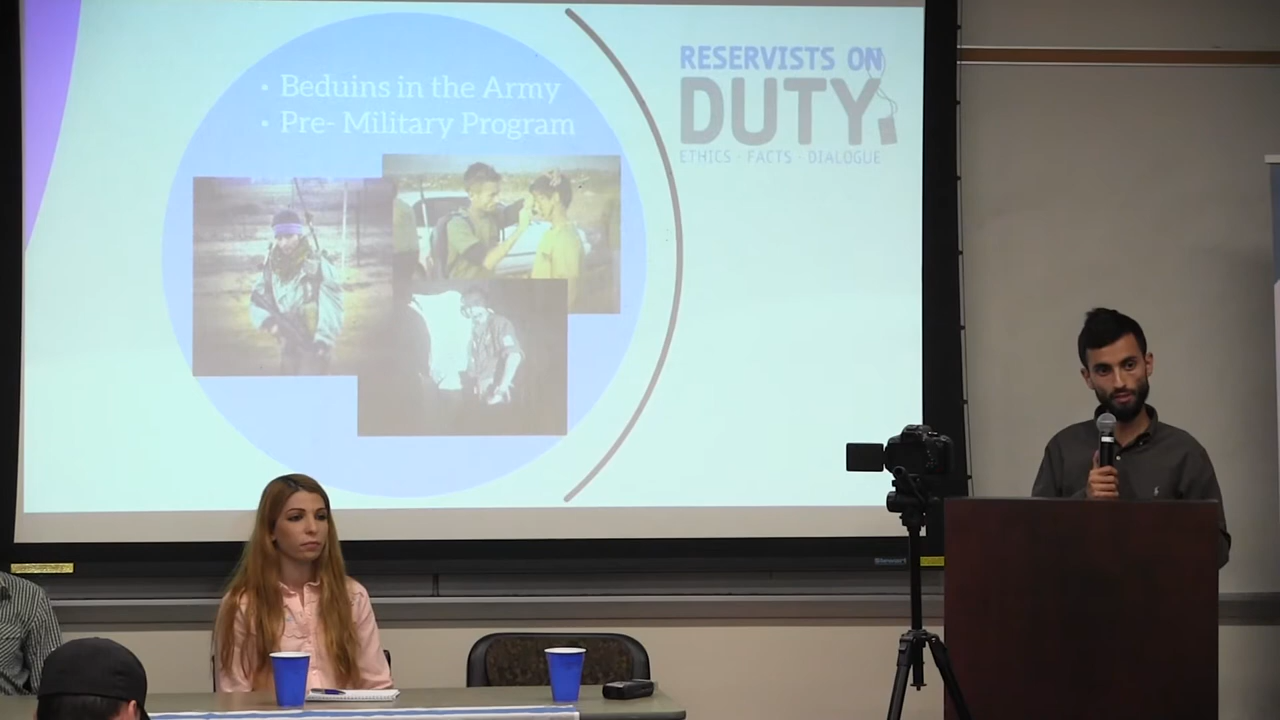 • Beduins in the Army
• Pre- Military Program
RESERVISTS ON
DUTY
ETHICS - FACTS - DIALOGUE